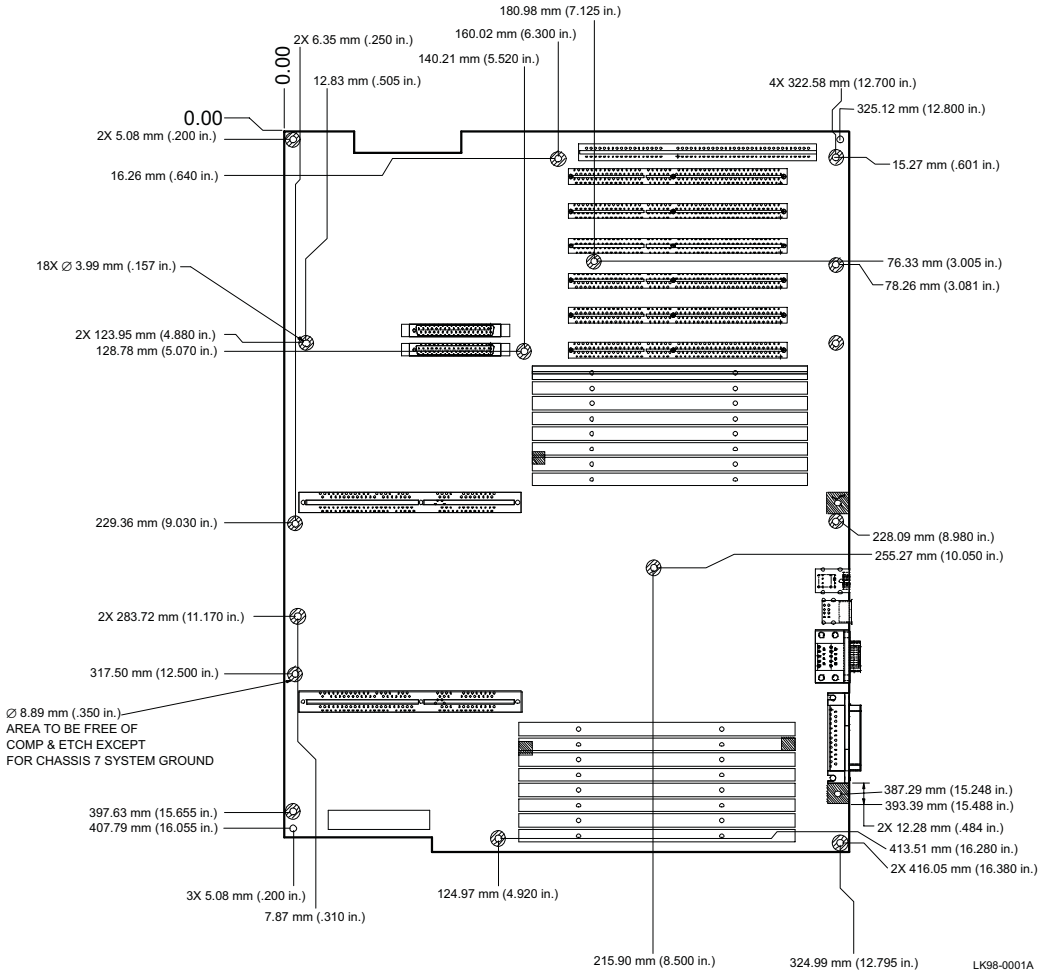 180.98 mm (7.125 in.)
160.02 mm (6.300 in.)
2X 6.35 mm (.250 in.)
140.21 mm (5.520 in.)
0.00
12.83 mm (.505 in.)
4X 322.58 mm (12.700 in.)
325.12 mm (12.800 in.)
0.00
2X 5.08 mm (.200 in.)
16.26 mm (.640 in.)
15.27 mm (.601 in.)
18X ∅ 3.99 mm (.157 in.)
76.33 mm (3.005 in.)
78.26 mm (3.081 in.)
2X 123.95 mm (4.880 in.)
128.78 mm (5.070 in.)
229.36 mm (9.030 in.)
228.09 mm (8.980 in.)
255.27 mm (10.050 in.)
2X 283.72 mm (11.170 in.)
317.50 mm (12.500 in.)
∅ 8.89 mm (.350 in.)
AREA TO BE FREE OF
COMP & ETCH EXCEPT
FOR CHASSIS 7 SYSTEM GROUND
387.29 mm (15.248 in.)
393.39 mm (15.488 in.)
397.63 mm (15.655 in.)
407.79 mm (16.055 in.)
2X 12.28 mm (.484 in.)
413.51 mm (16.280 in.)
2X 416.05 mm (16.380 in.)
3X 5.08 mm (.200 in.)
124.97 mm (4.920 in.)
7.87 mm (.310 in.)
215.90 mm (8.500 in.)
324.99 mm (12.795 in.)
LK98-0001A